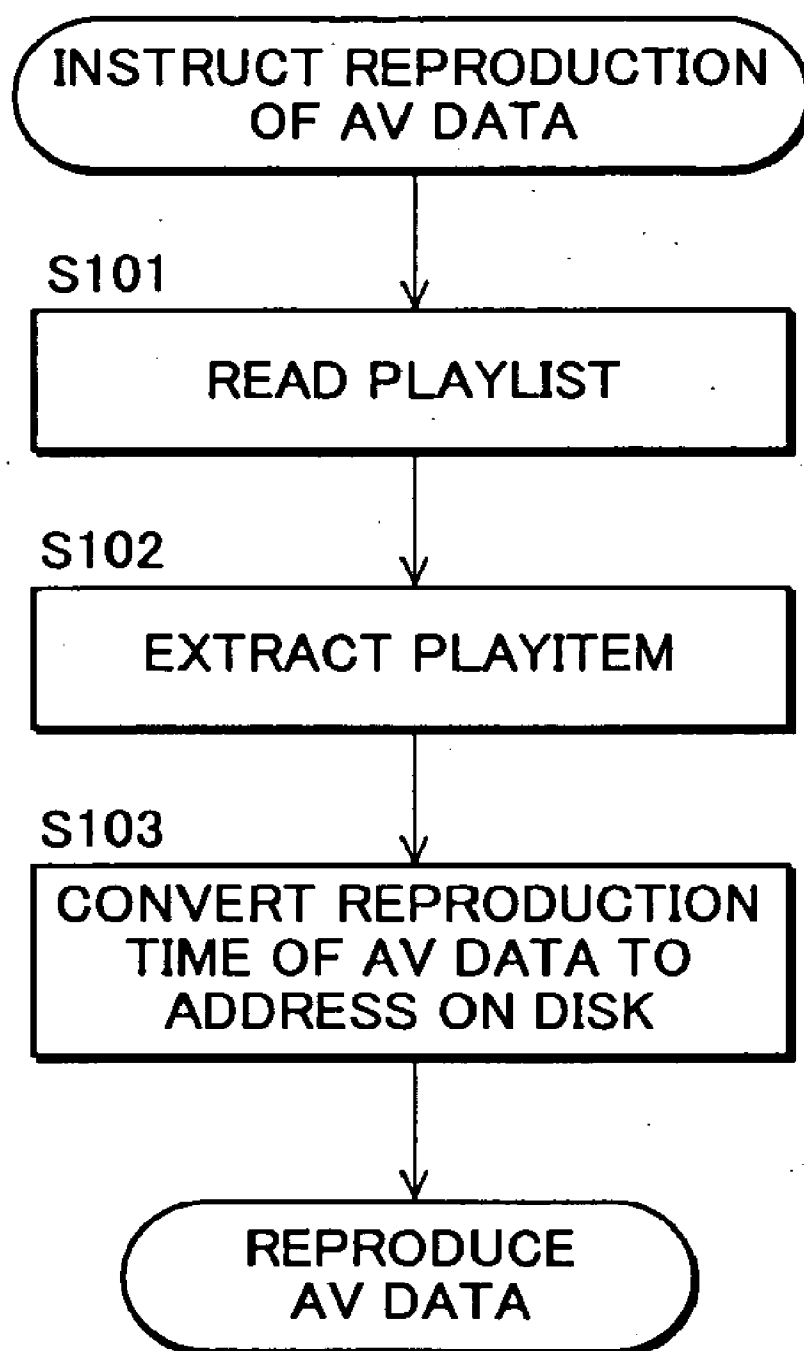 INSTRUCT REPRODUCTION
OF AV DATA
S101
READ PLAYLIST
S102
EXTRACT PLAYITEM
S103
CONVERT REPRODUCTION
TIME OF AV DATA TO
ADDRESS ON DISK
REPRODUCE
AV DATA